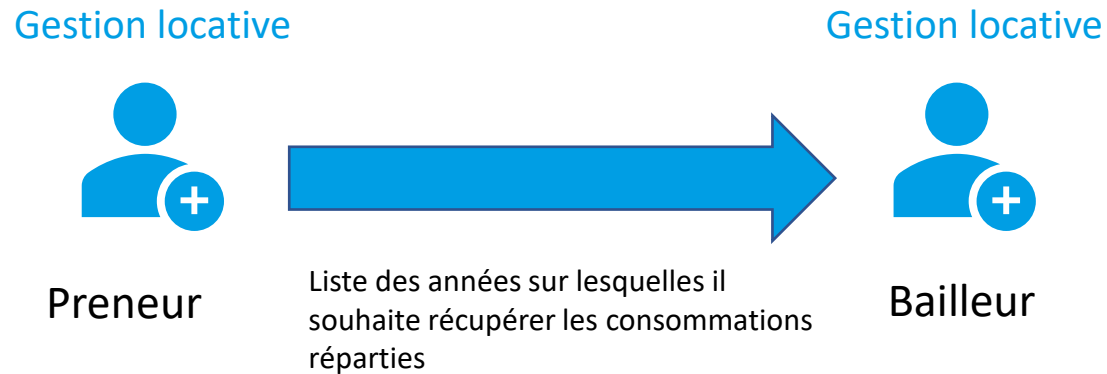 Gestion locative
Gestion locative
Preneur
Liste des années sur lesquelles il
souhaite récupérer les consommations
réparties
Bailleur